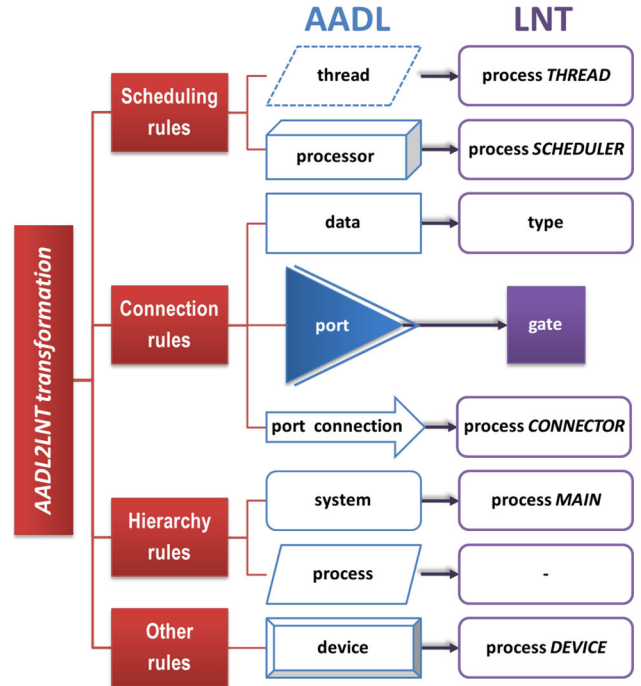 AADL
LNT
AADL2LNT transformation
Scheduling
rules
thread
process THREAD
processor
process SCHEDULER
Connection
rules
data
type
port
gate
port connection
process CONNECTOR
Hierarchy
rules
system
process MAIN
process
-
Other
rules
device
process DEVICE